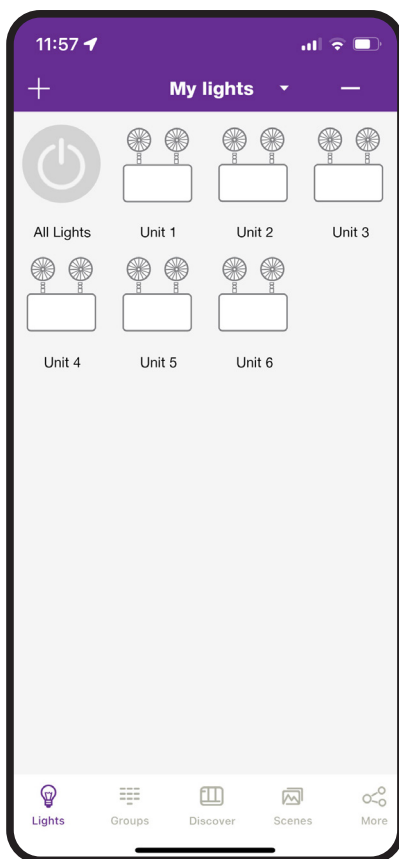 11:57
My lights
All Lights Unit 1 Unit 2 Unit 3
Unit 4 Unit 5 Unit 6
Lights Groups Discover Scenes More